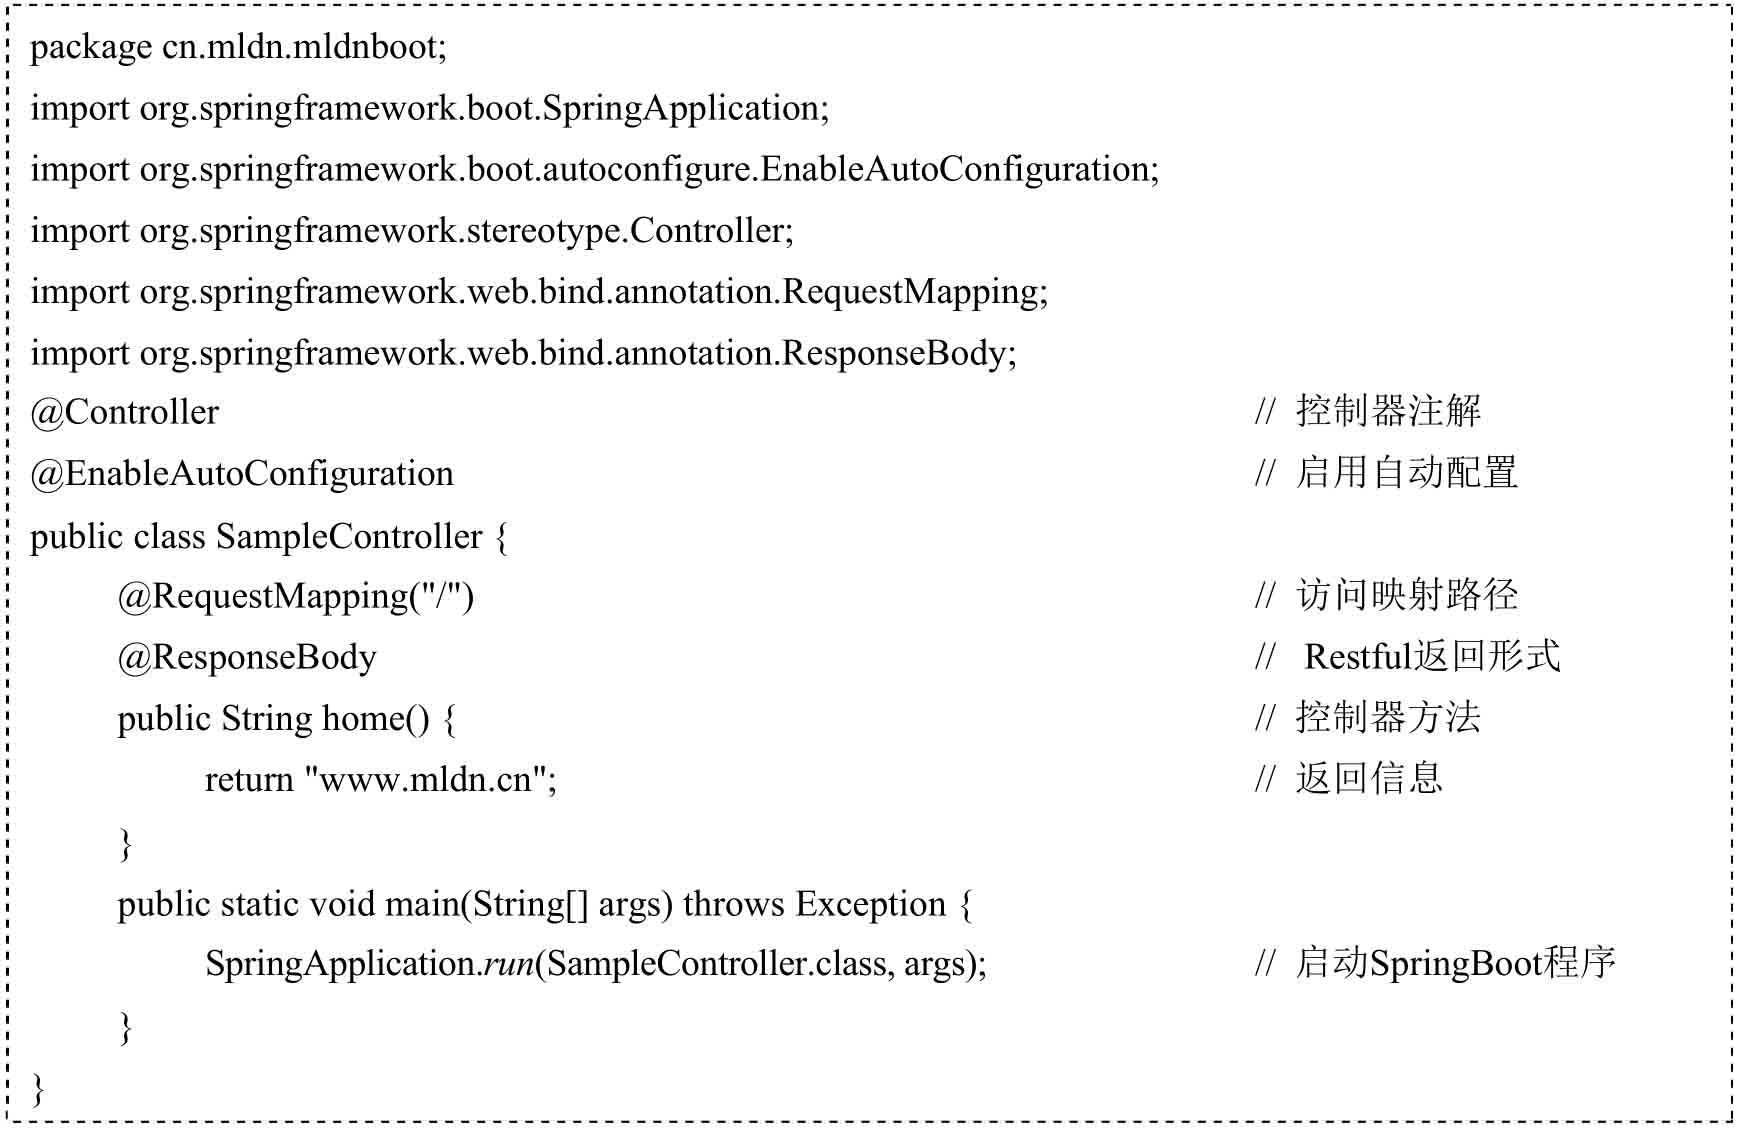 package cn.mldn.mldnboot;
import org.springframework.boot.SpringApplication;
import org.springframework.boot.autoconfigure.EnableAutoConfiguration;
import org.springframework.stereotype.Controller;
import org.springframework.web.bind.annotation.RequestMapping;
import org.springframework.web.bind.annotation.ResponseBody;
@Controller // 控制器注解
@EnableAutoConfiguration // 启用自动配置
public class SampleController {
@RequestMapping("/") // 访问映射路径
@ResponseBody // Restful返回形式
public String home() { // 控制器方法
return "www.mldn.cn"; // 返回信息
}
public static void main(String[] args) throws Exception {
SpringApplication.run(SampleController.class, args); // 启动SpringBoot程序
}
}